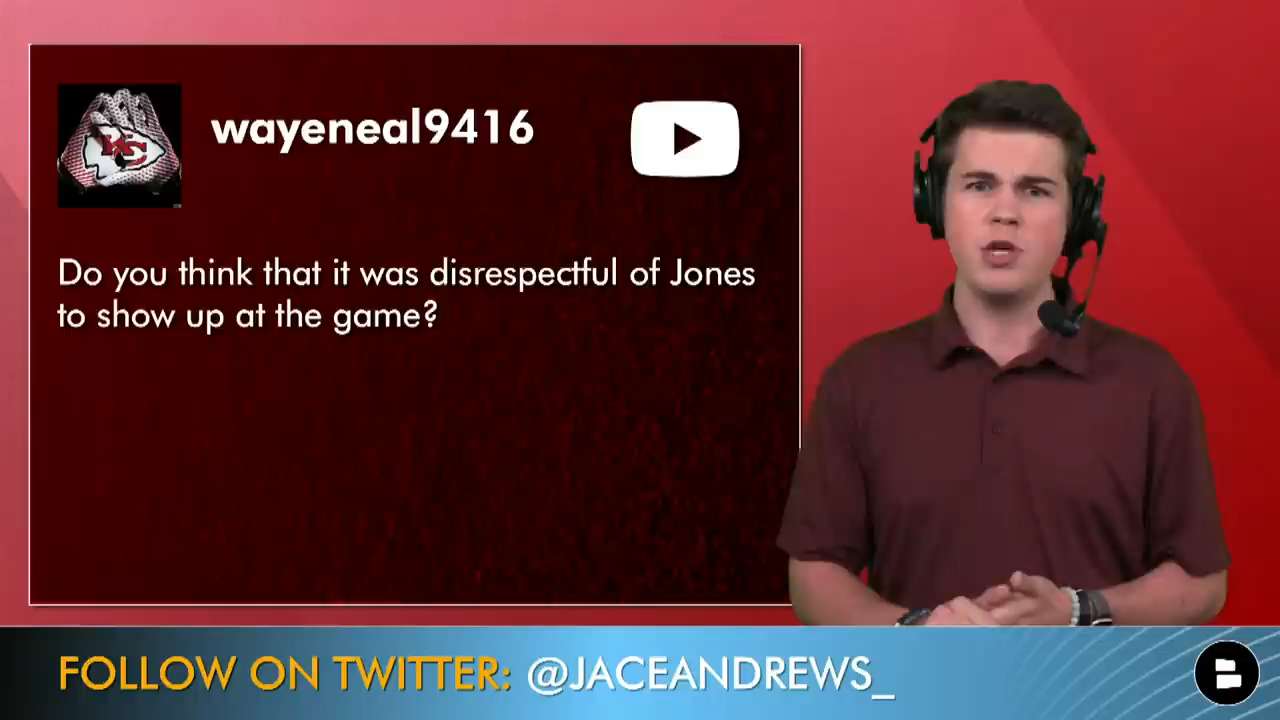 wayeneal9416
KC
Do you think that it was disrespectful of Jones
to show up at the game?
FOLLOW ON TWITTER: @JACEANDREWS_